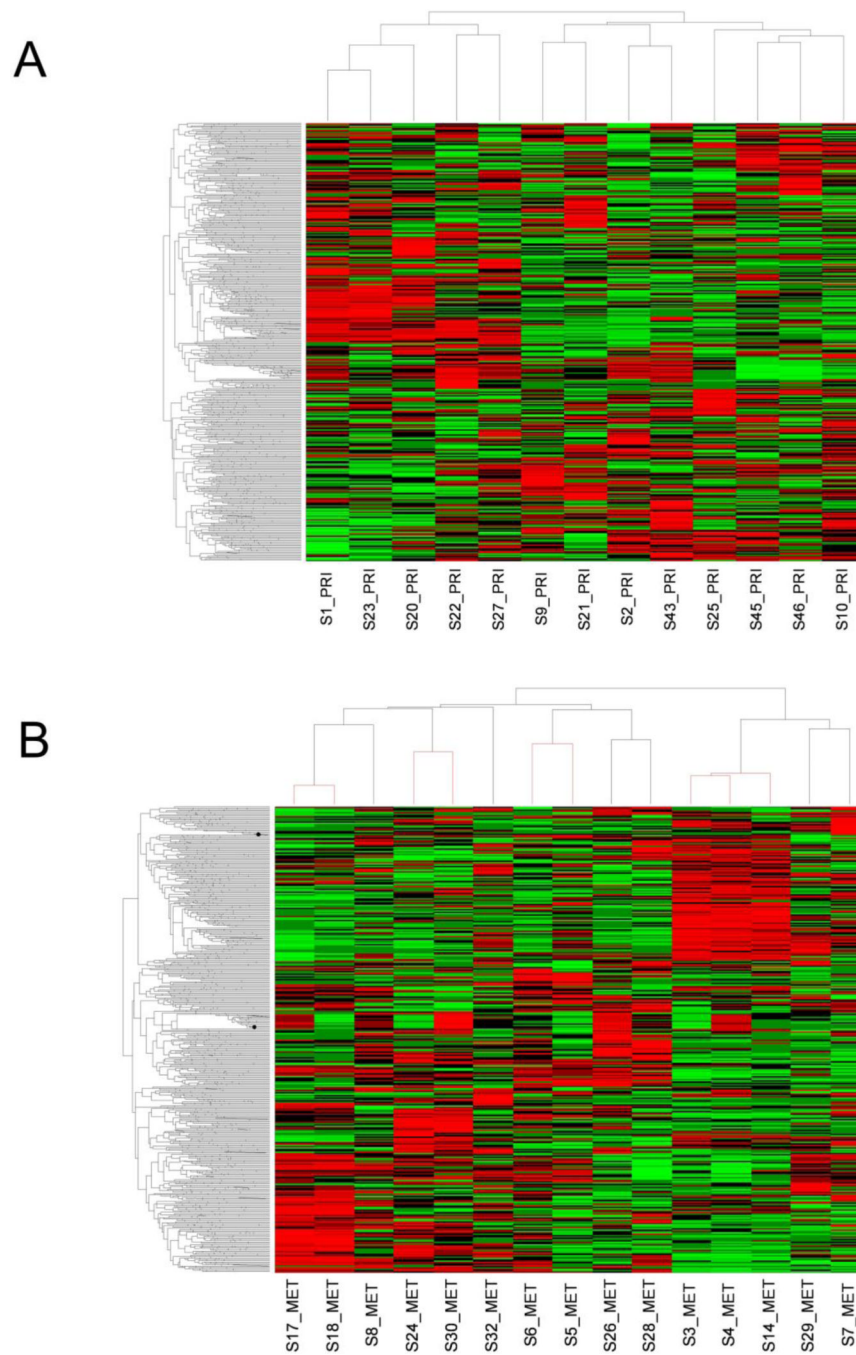 A
S1_PRI S23_PRI S20_PRI S22_PRI S27_PRI S9_PRI S21_PRI S2_PRI S43_PRI S25_PRI S45_PRI S46_PRI S10_PRI
B
S17_MET S18_MET S8_MET S24_MET S30_MET S32_MET S6_MET S5_MET S26_MET S28_MET S3_MET S4_MET S14_MET S29_MET S7_MET